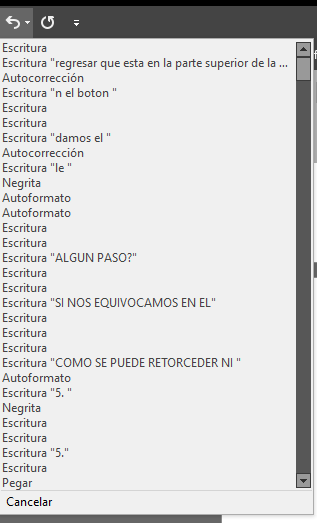 Escritura
Escritura "regresar que esta en la parte superior de la ...
Autocorrección
Escritura "n el boton "
Escritura
Escritura
Escritura "damos el "
Autocorrección
Escritura "le "
Negrita
Autoformato
Autoformato
Escritura
Escritura
Escritura "ALGUN PASO?"
Escritura
Escritura
Escritura "SI NOS EQUIVOCAMOS EN EL"
Escritura
Escritura
Escritura
Escritura "COMO SE PUEDE RETORCEDER NI "
Autoformato
Escritura "5. "
Negrita
Escritura
Escritura
Escritura "5."
Escritura
Pegar
Cancelar